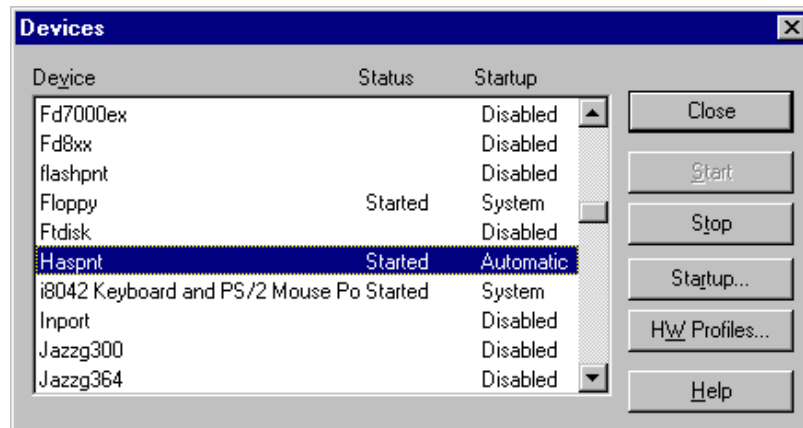 Devices
Device Status Startup
Fd7000ex Disabled
Fd8xx Disabled
flashpnt Disabled
Floppy Started System
Ftdisk Disabled
Haspnt Started Automatic
i8042 Keyboard and PS/2 Mouse Po Started System
Inport Disabled
Jazzg300 Disabled
Jazzg364 Disabled
Close
Start
Stop
Startup...
HW Profiles...
Help